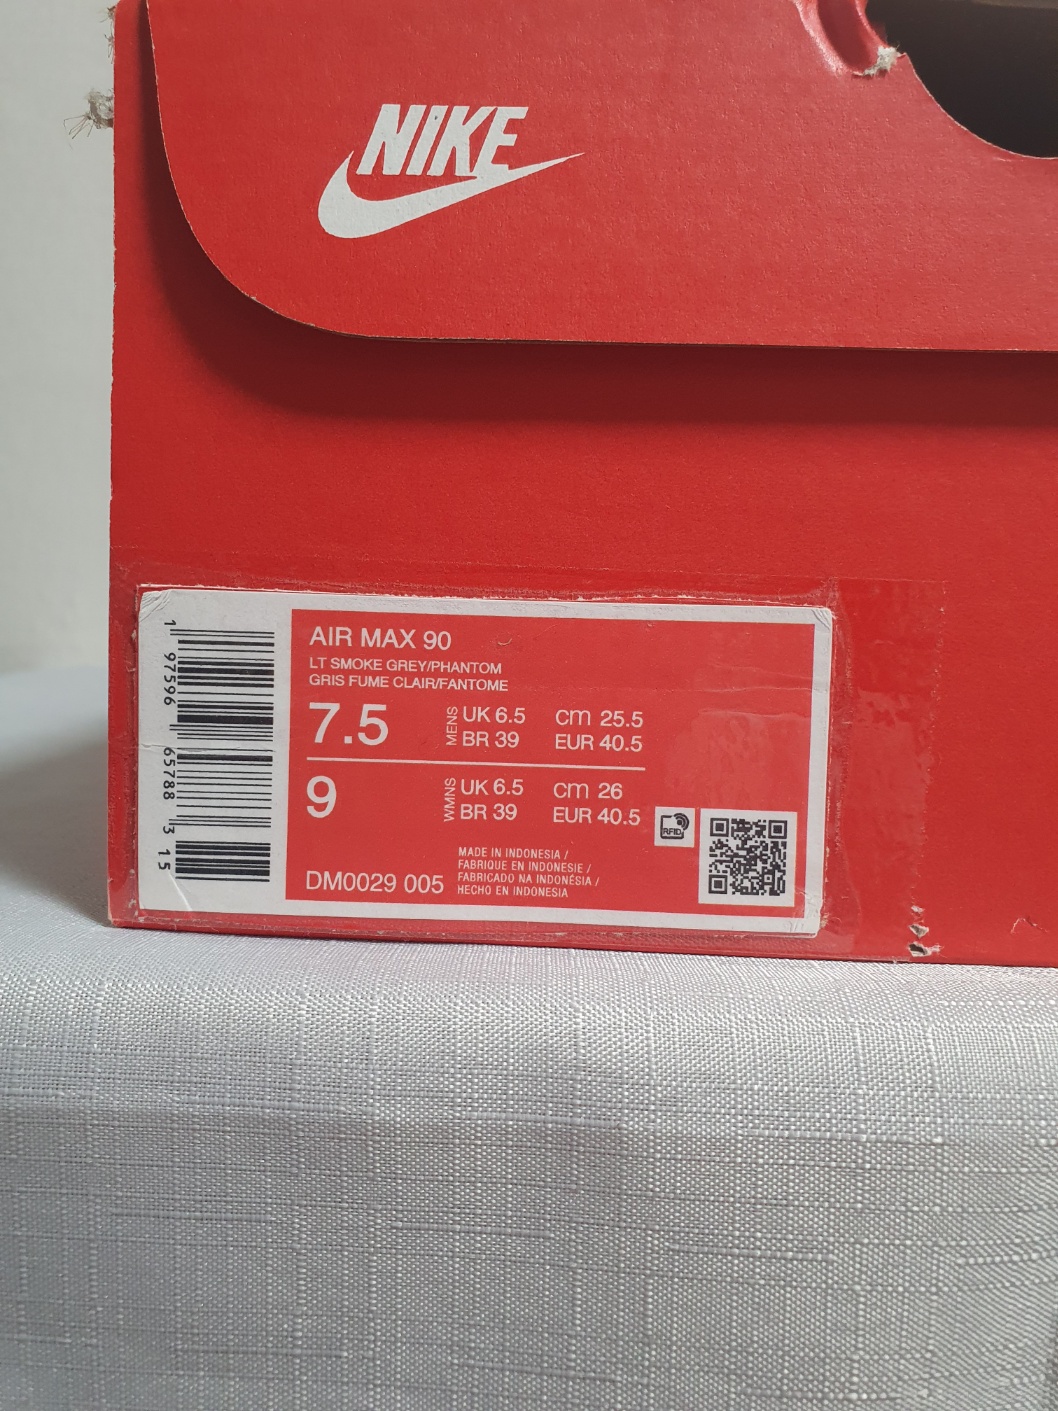 NIKE
AIR MAX 90
LT SMOKE GREY/PHANTOM
GRIS FUME CLAIR/FANTOME
7.5 MENS UK 6.5 cm 25.5
BR 39 EUR 40.5
9 WMNS UK 6.5 cm 26
BR 39 EUR 40.5
RFID
MADE IN INDONESIA /
FABRIQUE EN INDONESIE /
FABRICADO NA INDONÉSIA /
HECHO EN INDONESIA
DM0029 005
1 97596 65788 3 15